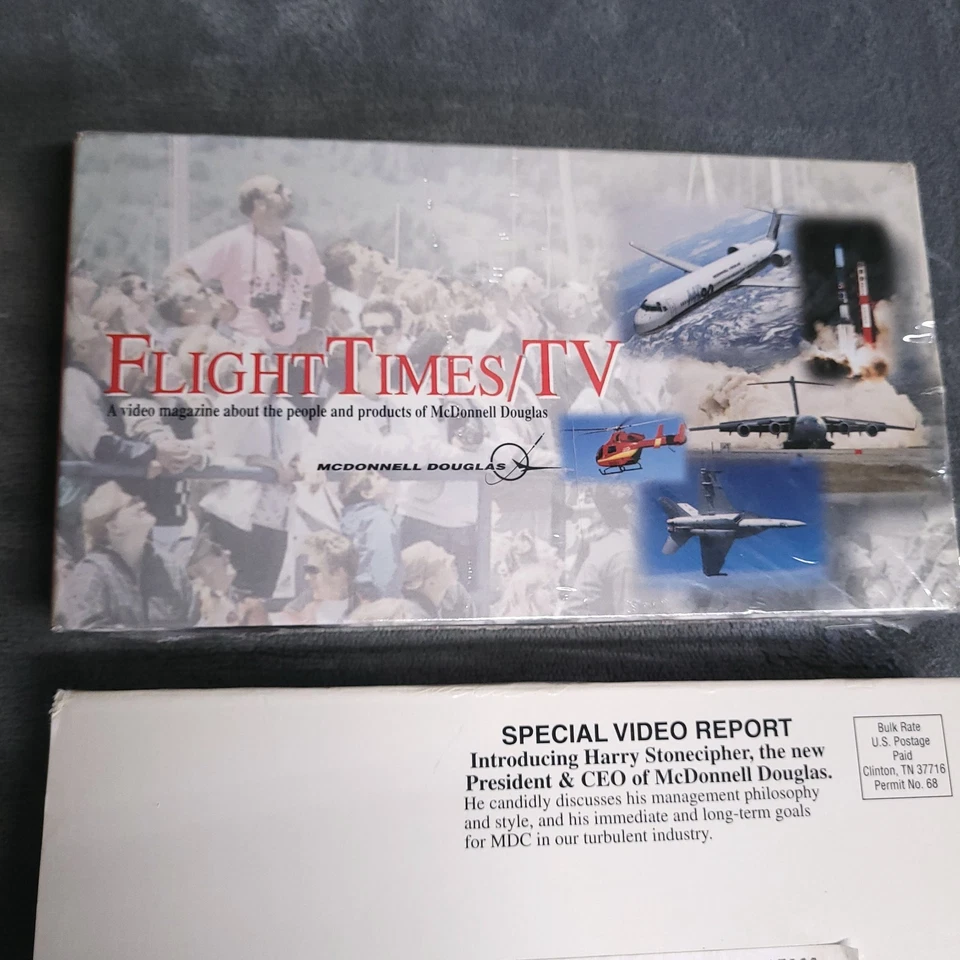 FLIGHTTIMES/TV
A video magazine about the people and products of McDonnell Douglas
MCDONNELL DOUGLAS
SPECIAL VIDEO REPORT
Introducing Harry Stonecipher, the new
President & CEO of McDonnell Douglas.
He candidly discusses his management philosophy
and style, and his immediate and long-term goals
for MDC in our turbulent industry.
Bulk Rate
U.S. Postage
Paid
Clinton, TN 37716
Permit No. 68